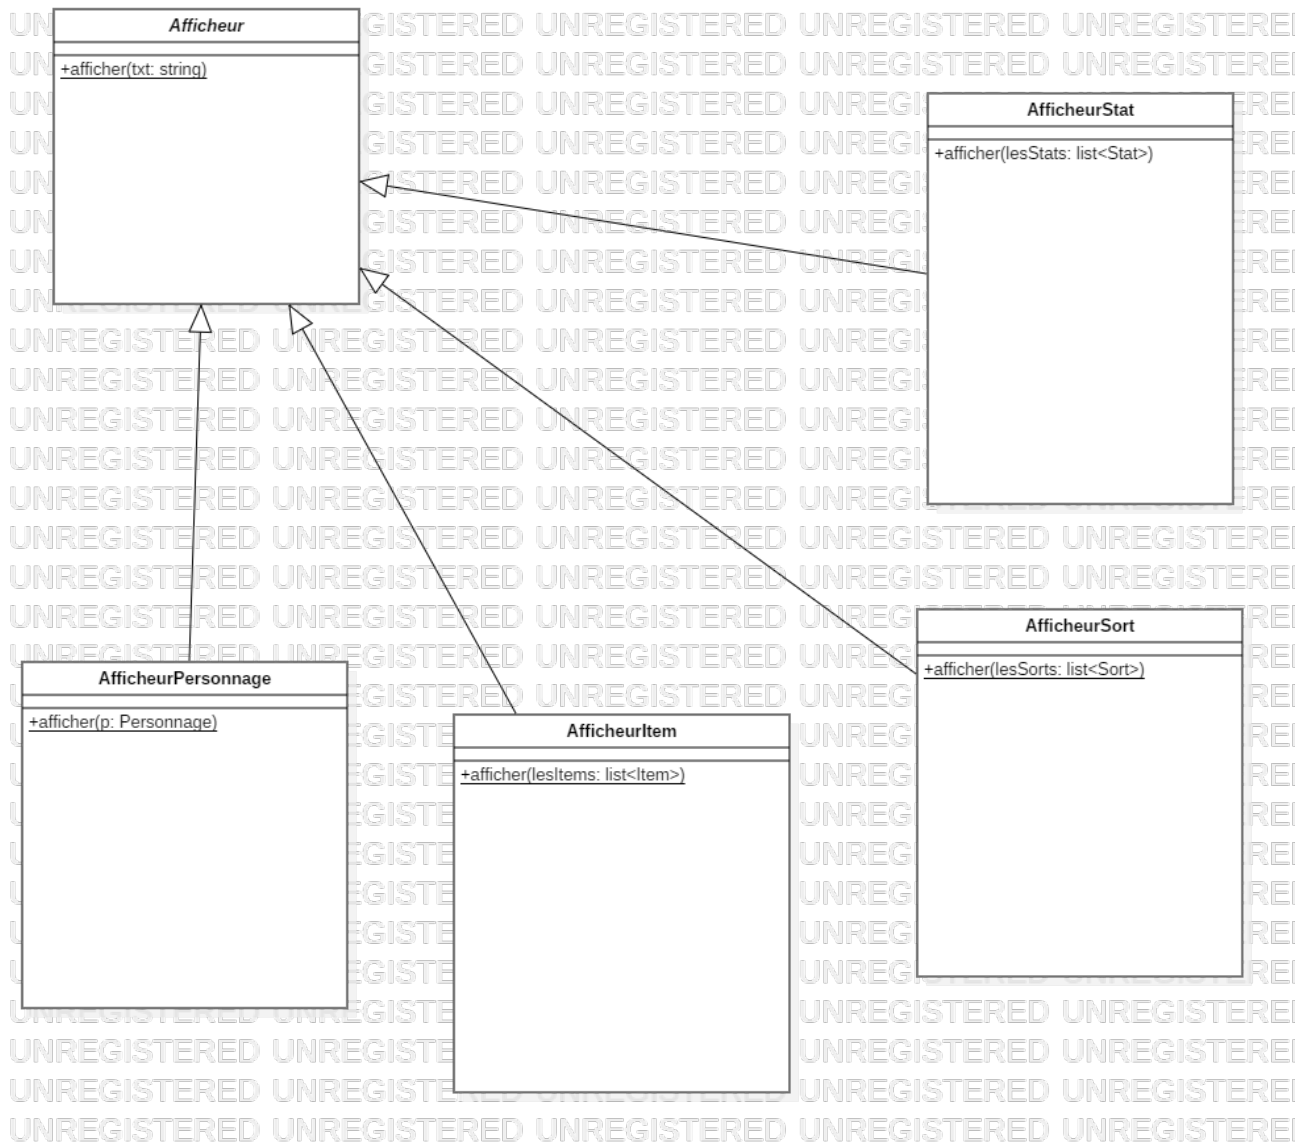 Afficheur
+afficher(txt: string)
AfficheurStat
+afficher(lesStats: list<Stat>)
AfficheurPersonnage
+afficher(p: Personnage)
AfficheurItem
+afficher(lesItems: list<Item>)
AfficheurSort
+afficher(lesSorts: list<Sort>)
UNREGISTERED